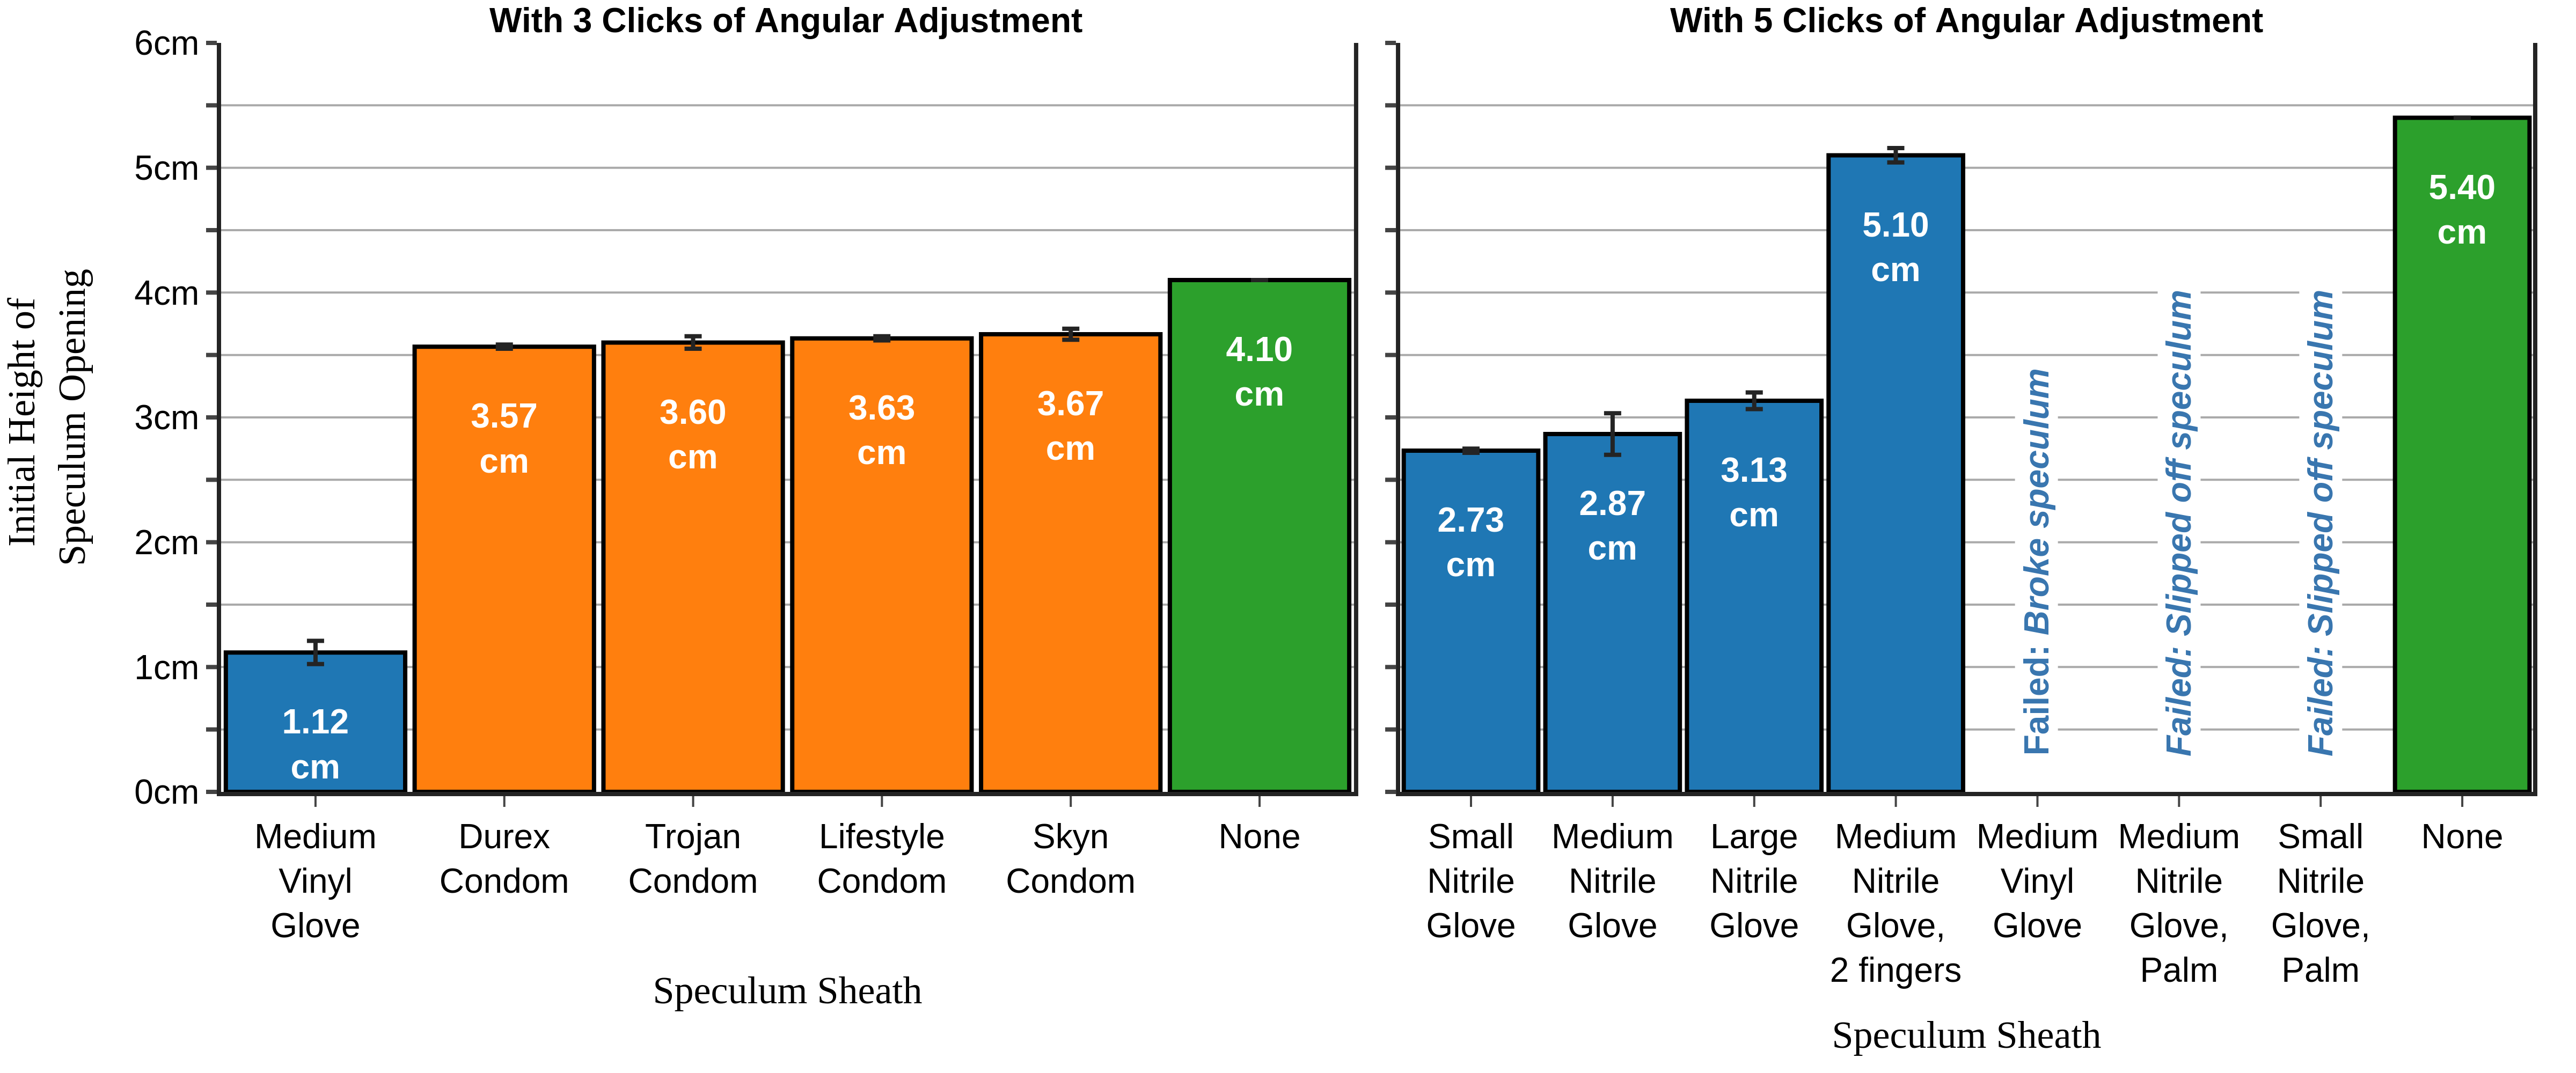 With 3 Clicks of Angular Adjustment
With 5 Clicks of Angular Adjustment
Initial Height of
Speculum Opening
6cm
5cm
4cm
3cm
2cm
1cm
0cm
1.12
cm
3.57
cm
3.60
cm
3.63
cm
3.67
cm
4.10
cm
Medium
Vinyl
Glove
Durex
Condom
Trojan
Condom
Lifestyle
Condom
Skyn
Condom
None
Speculum Sheath
2.73
cm
2.87
cm
3.13
cm
5.10
cm
Failed: Broke speculum
Failed: Slipped off speculum
Failed: Slipped off speculum
5.40
cm
Small
Nitrile
Glove
Medium
Nitrile
Glove
Large
Nitrile
Glove
Medium
Nitrile
Glove,
2 fingers
Medium
Vinyl
Glove
Medium
Nitrile
Glove,
Palm
Small
Nitrile
Glove,
Palm
None
Speculum Sheath